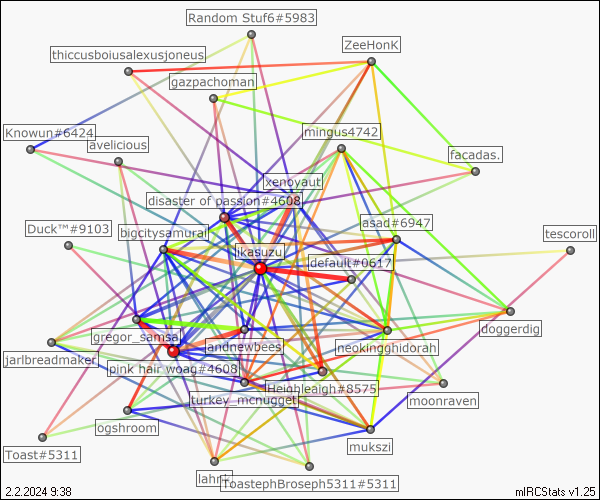 Random Stuf6#5983
ZeeHonK
thiccusboiusalexusjoneus
gazpachoman
Knowun#6424
mingus4742
avelicious
facadas.
xenoyaut
disaster of passion#4608
Duck™#9103
bigcitysamurai
asad#6947
tescoroll
ikasuzu
default#0617
gregor_samsa
andnewbees
neokingghidorah
doggerdig
jarlbreadmaker
pink hair woag#4608
Heighleigh#8575
turkey_mcnugget
moonraven
ogshroom
mukszi
Toast#5311
ToastephBroseph5311#5311
2.2.2024 9:38
mIRCStats v1.25